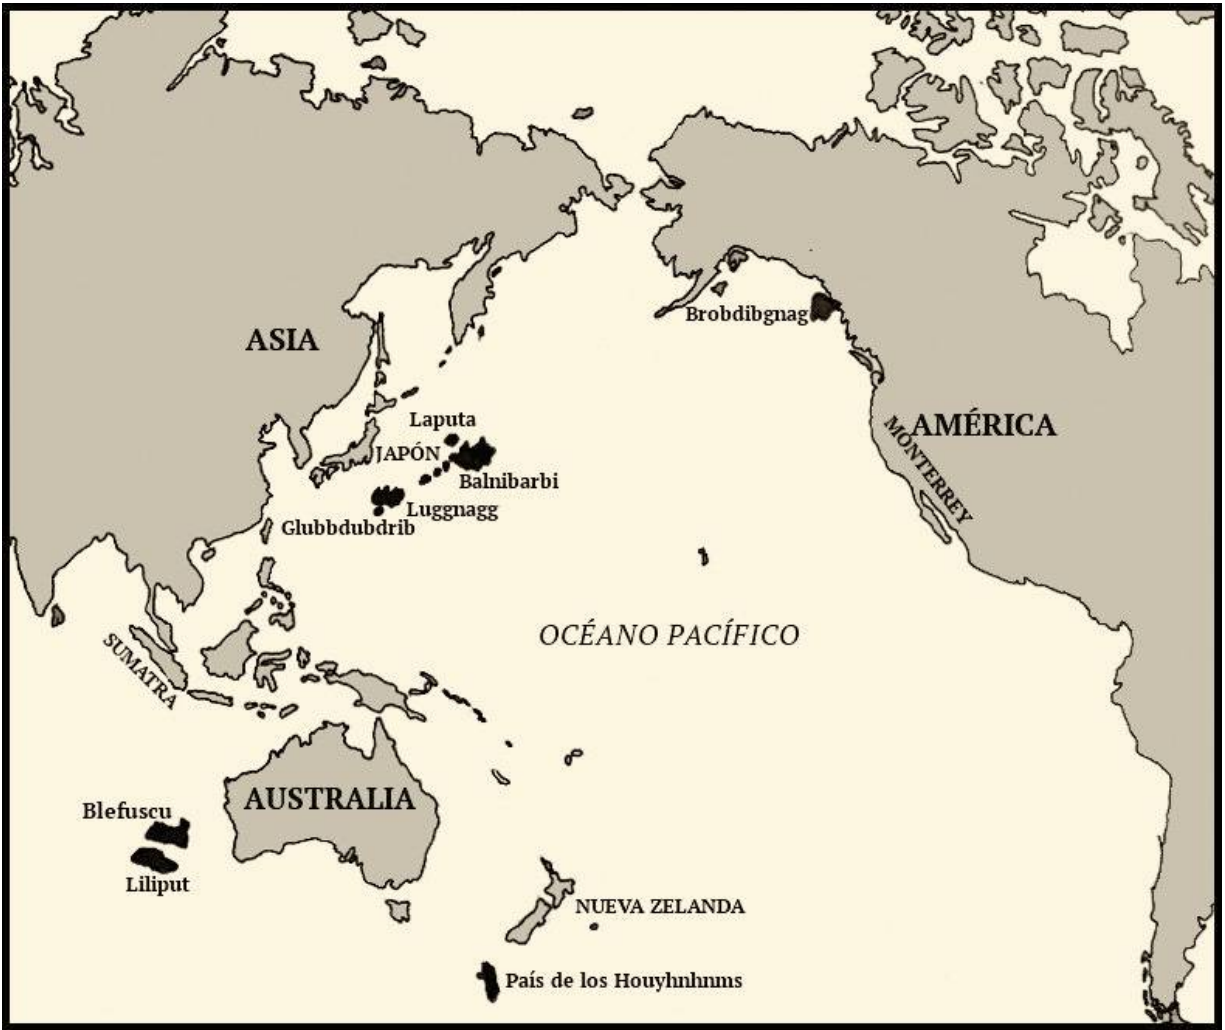 Brobdibgnag
ASIA
Laputa
AMÉRICA
MONTERREY
JAPÓN
Balnibarbi
Luggnagg
Glubbdubdrib
OCÉANO PACÍFICO
SUMATRA
AUSTRALIA
Blefuscu
Liliput
NUEVA ZELANDA
País de los Houyhnhnms